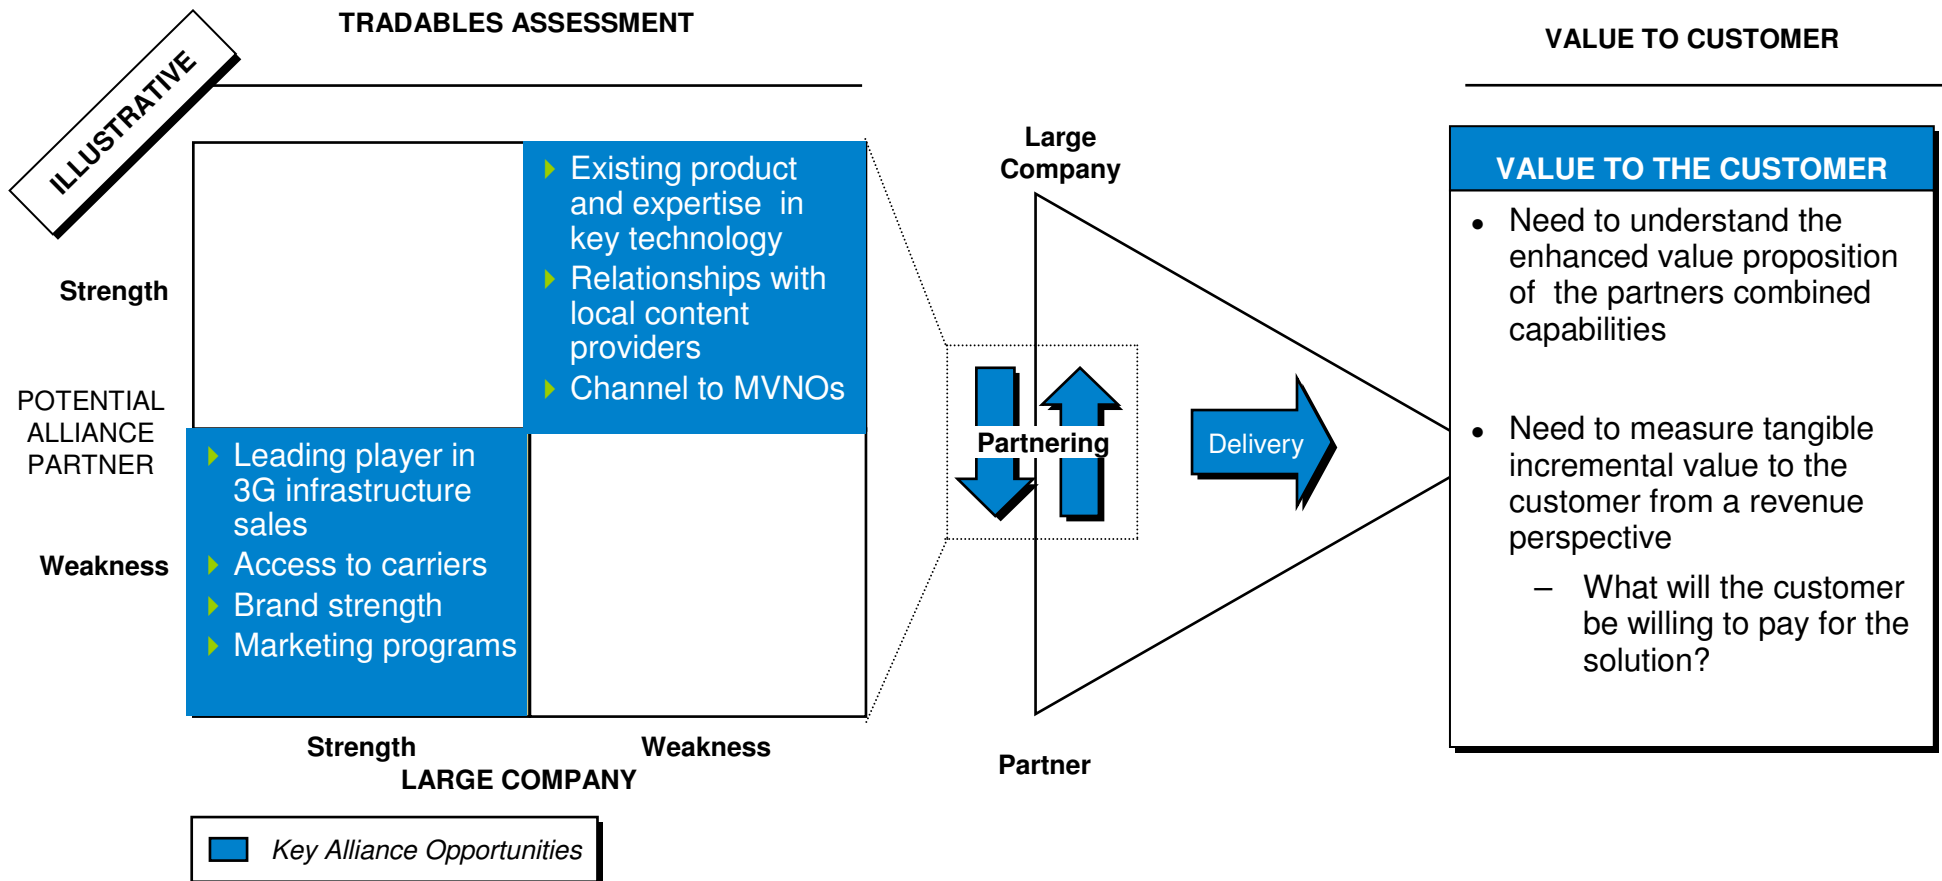 TRADABLES ASSESSMENT
VALUE TO CUSTOMER
ILLUSTRATIVE
Strength
POTENTIAL
ALLIANCE
PARTNER
Weakness
Existing product
and expertise in
key technology
Relationships with
local content
providers
Channel to MVNOs
Leading player in
3G infrastructure
sales
Access to carriers
Brand strength
Marketing programs
Strength
Weakness
LARGE COMPANY
Key Alliance Opportunities
Large
Company
Partnering
Delivery
Partner
VALUE TO THE CUSTOMER
• Need to understand the
enhanced value proposition
of the partners combined
capabilities
• Need to measure tangible
incremental value to the
customer from a revenue
perspective
– What will the customer
be willing to pay for the
solution?